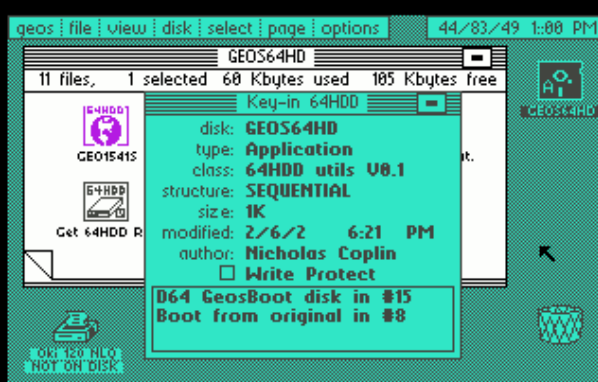 geos file view disk select page options 44/83/49 1::00 PM
GEOS64HD
11 files, 1 selected 60 Kbytes used 105 Kbytes free
Key-in 64HDD
64HDD
GEO1541S
64HDD
Get 64HDD R
t.
disk: GEOS64HD
type: Application
class: 64HDD utils V0.1
structure: SEQUENTIAL
size: 1K
modified: 2/6/2 6:21 PM
author: Nicholas Coplin
Write Protect
D64 GeosBoot disk in #15
Boot from original in #8
GEOS64HD
Oki 120 NLQ
NOT ON DISK